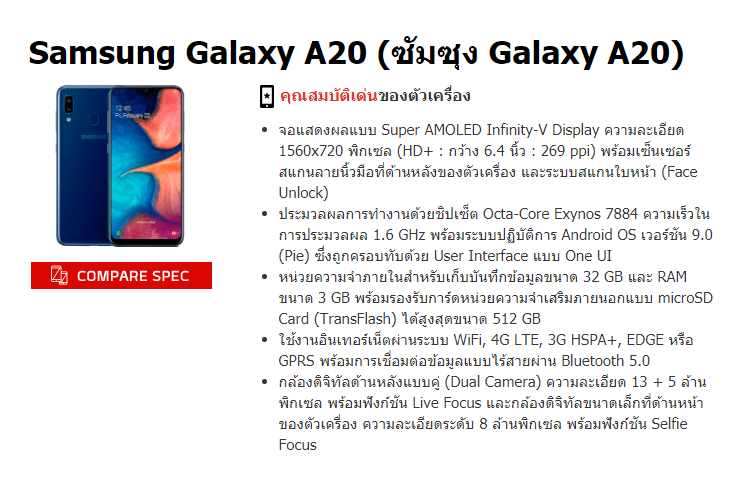 Samsung Galaxy A20 (ซัมซุง Galaxy A20)
คุณสมบัติเด่นของตัวเครื่อง
จอแสดงผลแบบ Super AMOLED Infinity-V Display ความละเอียด
1560x720 พิกเซล (HD+ : กว้าง 6.4 นิ้ว : 269 ppi) พร้อมเซ็นเซอร์
สแกนลายนิ้วมือที่ด้านหลังของตัวเครื่อง และระบบสแกนใบหน้า (Face
Unlock)
ประมวลผลการทำงานด้วยชิปเซ็ต Octa-Core Exynos 7884 ความเร็วใน
การประมวลผล 1.6 GHz พร้อมระบบปฏิบัติการ Android OS เวอร์ชัน 9.0
(Pie) ซึ่งถูกครอบทับด้วย User Interface แบบ One UI
หน่วยความจำภายในสำหรับเก็บบันทึกข้อมูลขนาด 32 GB และ RAM
ขนาด 3 GB พร้อมรองรับการ์ดหน่วยความจำเสริมภายนอกแบบ microSD
Card (TransFlash) ได้สูงสุดขนาด 512 GB
ใช้งานอินเทอร์เน็ตผ่านระบบ WiFi, 4G LTE, 3G HSPA+, EDGE หรือ
GPRS พร้อมการเชื่อมต่อข้อมูลแบบไร้สายผ่าน Bluetooth 5.0
กล้องดิจิทัลด้านหลังแบบคู่ (Dual Camera) ความละเอียด 13 + 5 ล้าน
พิกเซล พร้อมฟังก์ชัน Live Focus และกล้องดิจิทัลขนาดเล็กที่ด้านหน้า
ของตัวเครื่อง ความละเอียดระดับ 8 ล้านพิกเซล พร้อมฟังก์ชัน Selfie
Focus
SAMSUNG
12:45
Fri, February 22
COMPARE SPEC